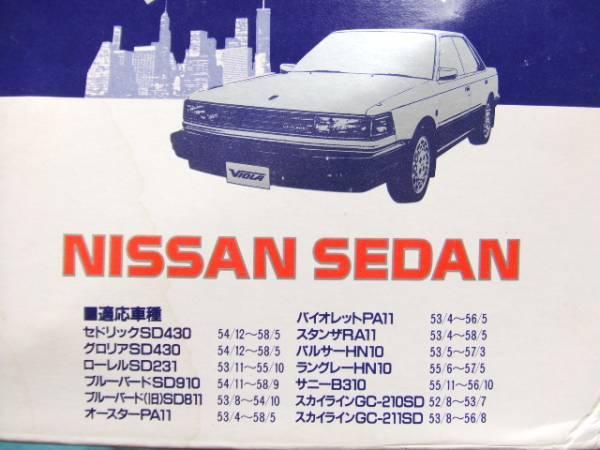 VIOLA
NISSAN SEDAN
■適応車種
セドリックSD430 54/12〜58/5
グロリアSD430 54/12〜58/5
ローレルSD231 53/11〜55/10
ブルーバードSD910 54/11〜58/9
ブルーバード(旧)SD811 53/8〜54/10
オースターPA11 53/4〜58/5
バイオレットPA11 53/4〜56/5
スタンザRA11 53/4〜58/5
パルサーHN10 53/5〜57/3
ラングレーHN10 55/6〜57/5
サニーB310 55/11〜56/10
スカイラインGC-210SD 52/8〜53/7
スカイラインGC-211SD 53/8〜56/8